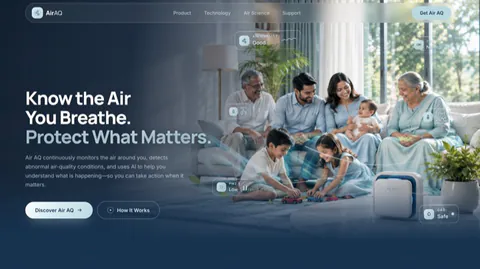 AirAQ
Product
Technology
Air Science
Support
Get Air AQ
Good
Know the Air
You Breathe.
Protect What Matters.
Air AQ continuously monitors the air around you, detects
abnormal air-quality conditions, and uses AI to help you
understand what is happening—so you can take action when it
matters.
Low
Safe
Discover Air AQ →
How It Works